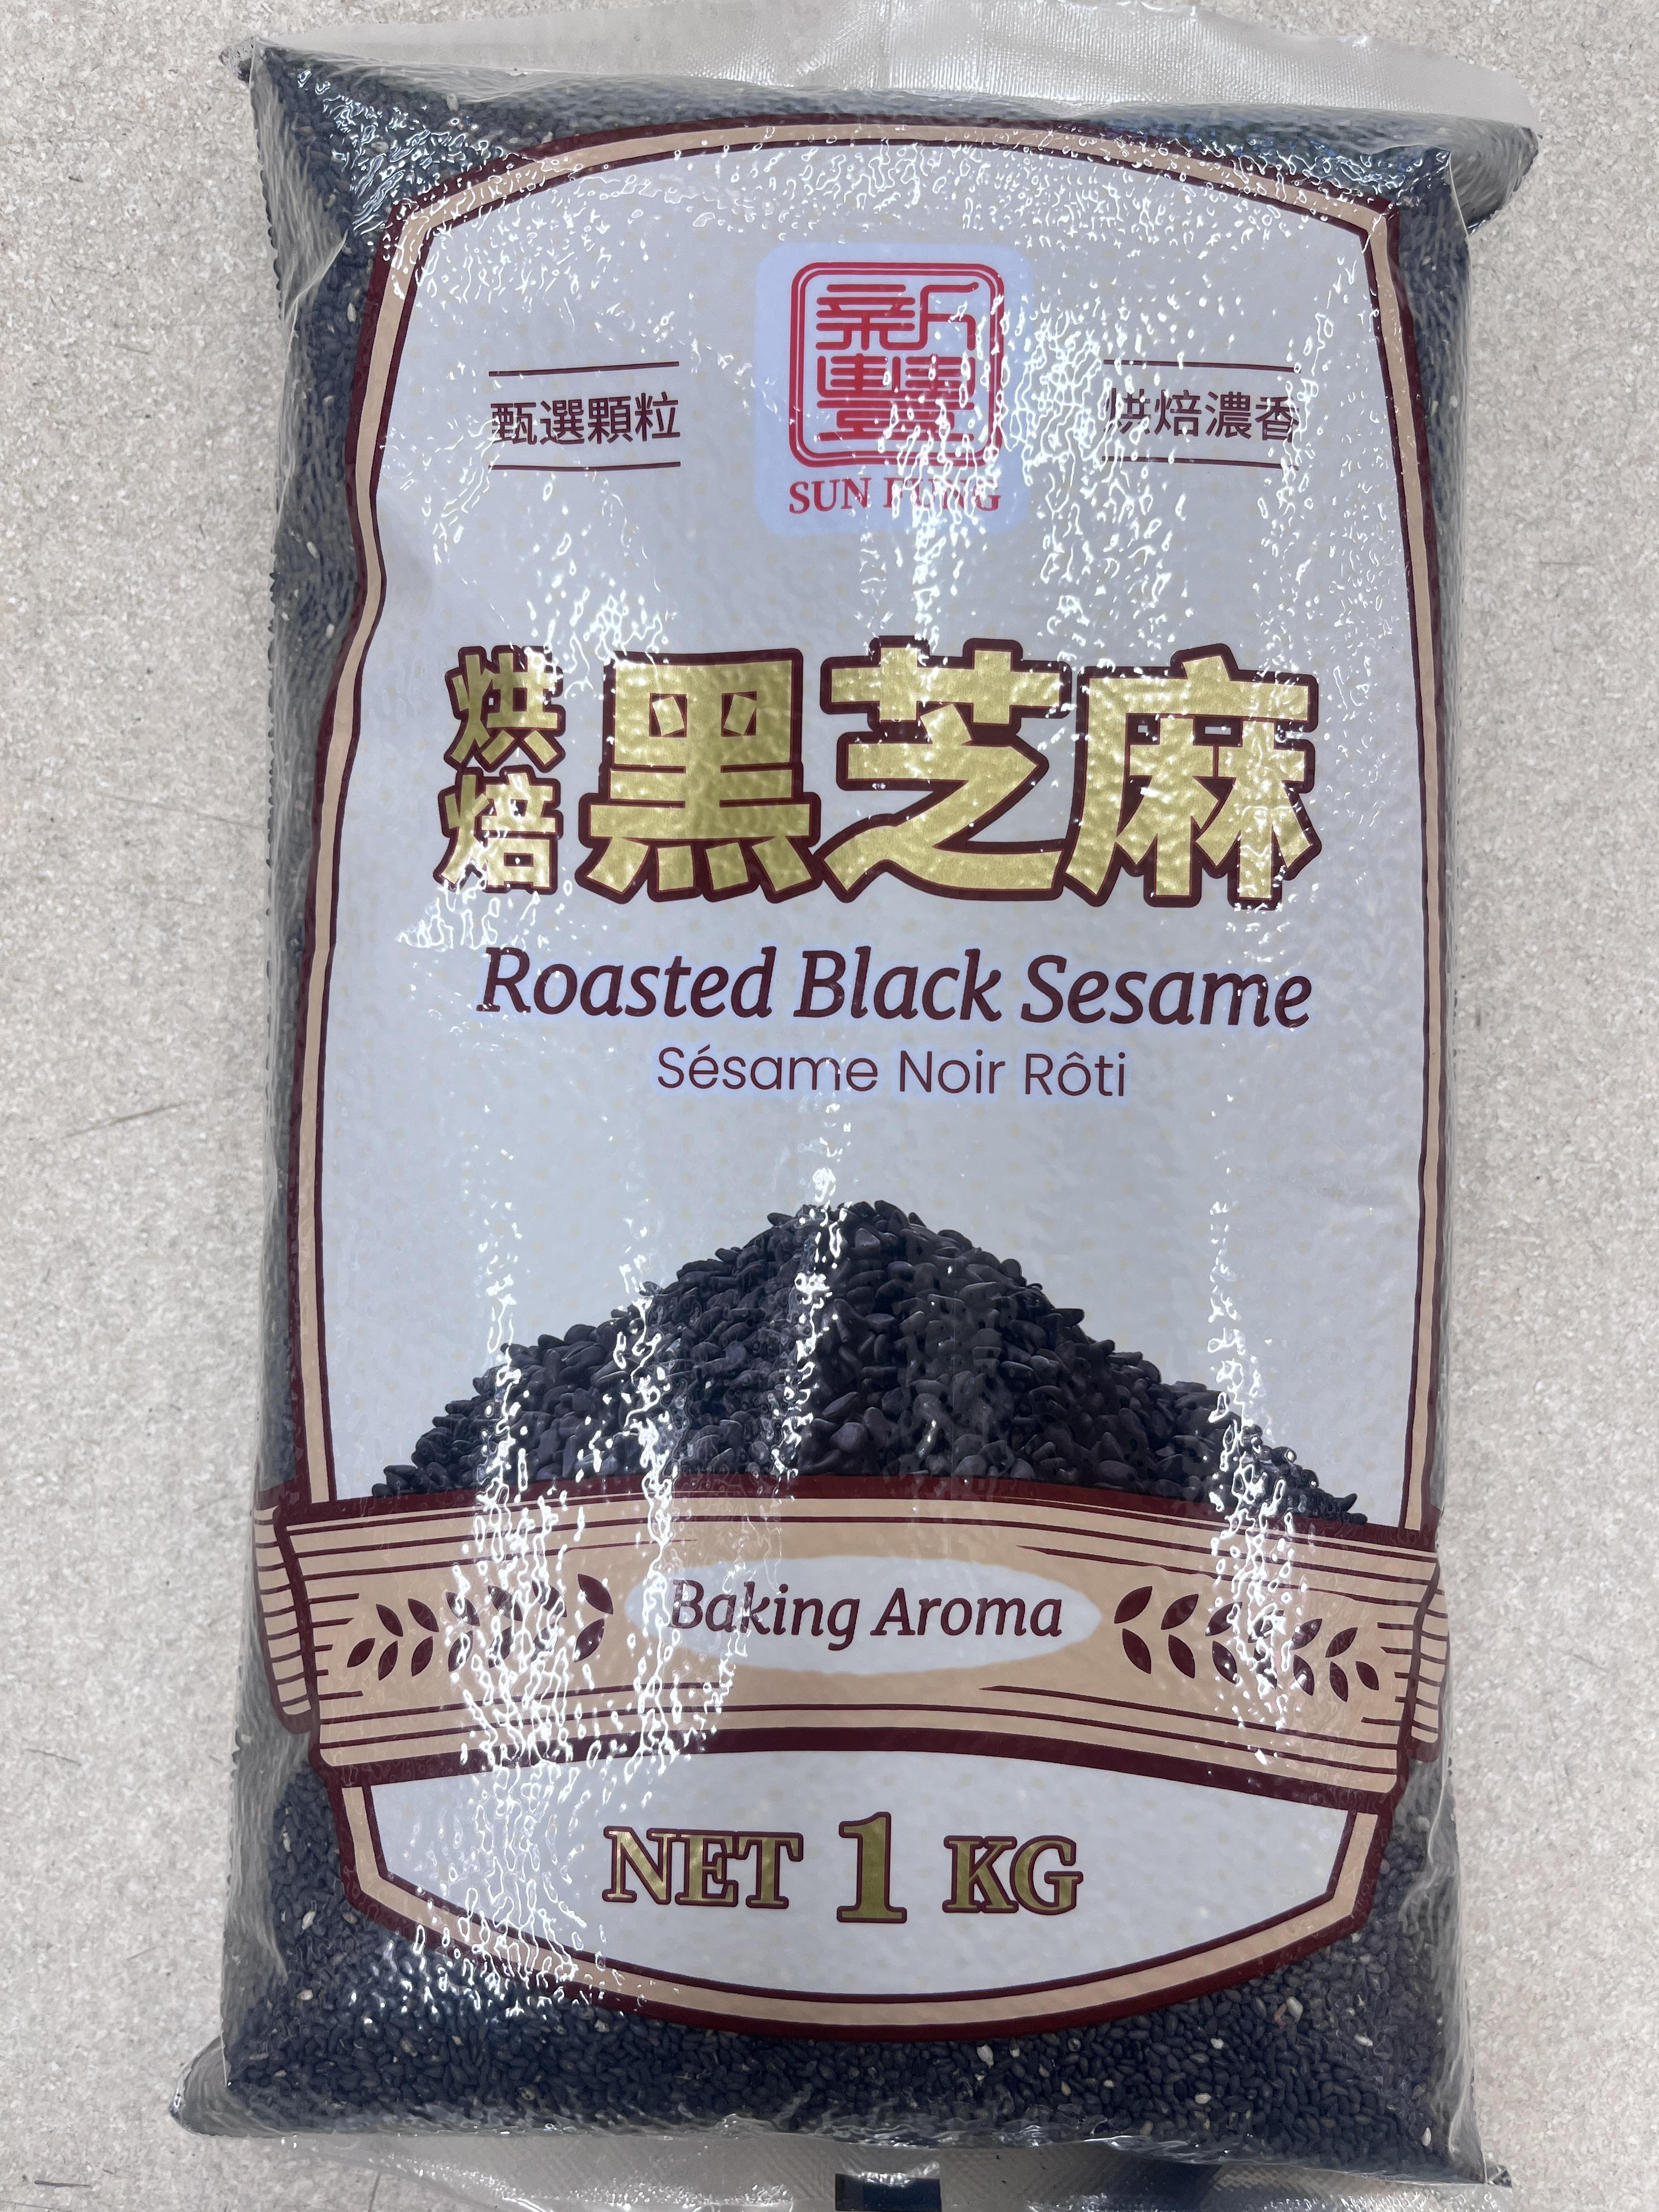 新豐
SUN FUNG
甄選顆粒
烘焙濃香
烘焙黑芝麻
Roasted Black Sesame
Sésame Noir Rôti
Baking Aroma
NET 1 KG